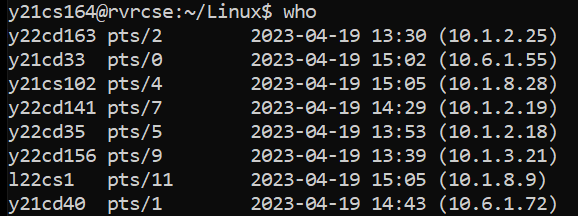 y21cs164@rvrcse:~/Linux$ who
y22cd163 pts/2        2023-04-19 13:30 (10.1.2.25)
y21cd33  pts/0        2023-04-19 15:02 (10.6.1.55)
y21cs102 pts/4        2023-04-19 15:05 (10.1.8.28)
y22cd141 pts/7        2023-04-19 14:29 (10.1.2.19)
y22cd35  pts/5        2023-04-19 13:53 (10.1.2.18)
y22cd156 pts/9        2023-04-19 13:39 (10.1.3.21)
l22cs1   pts/11       2023-04-19 15:05 (10.1.8.9)
y21cd40  pts/1        2023-04-19 14:43 (10.6.1.72)